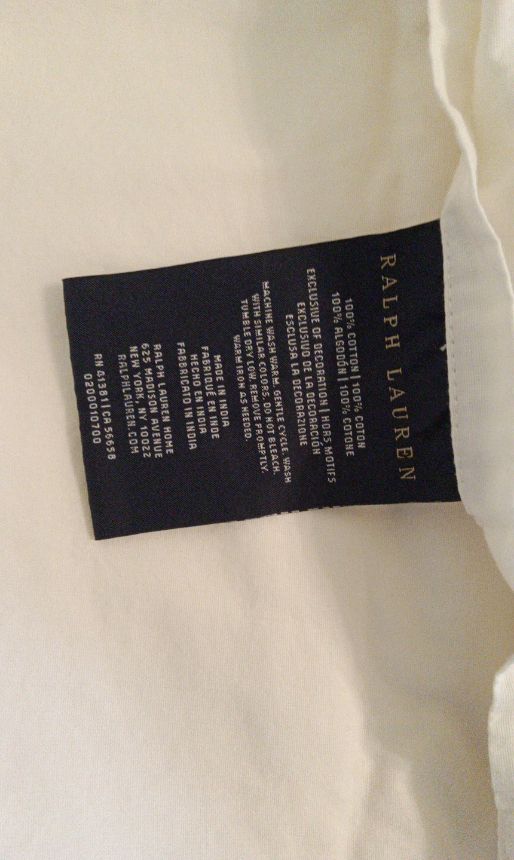 RALPH LAUREN
100% COTTON | 100% COTON
100% ALGODÓN | 100% COTONE
EXCLUSIVE OF DECORATION | HORS MOTIFS
EXCLUSIVO DE LA DECORACIÓN
ESCLUSA LA DECORAZIONE
MACHINE WASH WARM, GENTLE CYCLE. WASH
WITH SIMILAR COLORS. DO NOT BLEACH.
TUMBLE DRY LOW, REMOVE PROMPTLY.
WARM IRON AS NEEDED.
MADE IN INDIA
FABRIQUÉ EN INDE
HECHO EN INDIA
FABBRICATO IN INDIA
RALPH LAUREN HOME
625 MADISON AVENUE
NEW YORK, NY 10022
RALPHLAUREN.COM
RN 61381 | CA 56658
0200010700